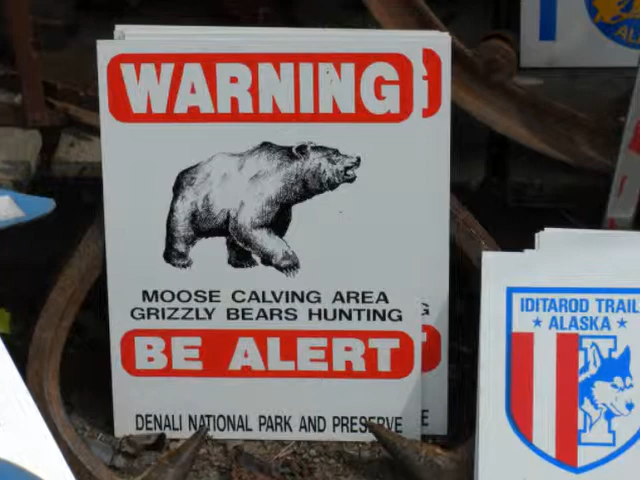 WARNING
MOOSE CALVING AREA
GRIZZLY BEARS HUNTING
BE ALERT
DENALI NATIONAL PARK AND PRESERVE
IDITAROD TRAIL
ALASKA
I